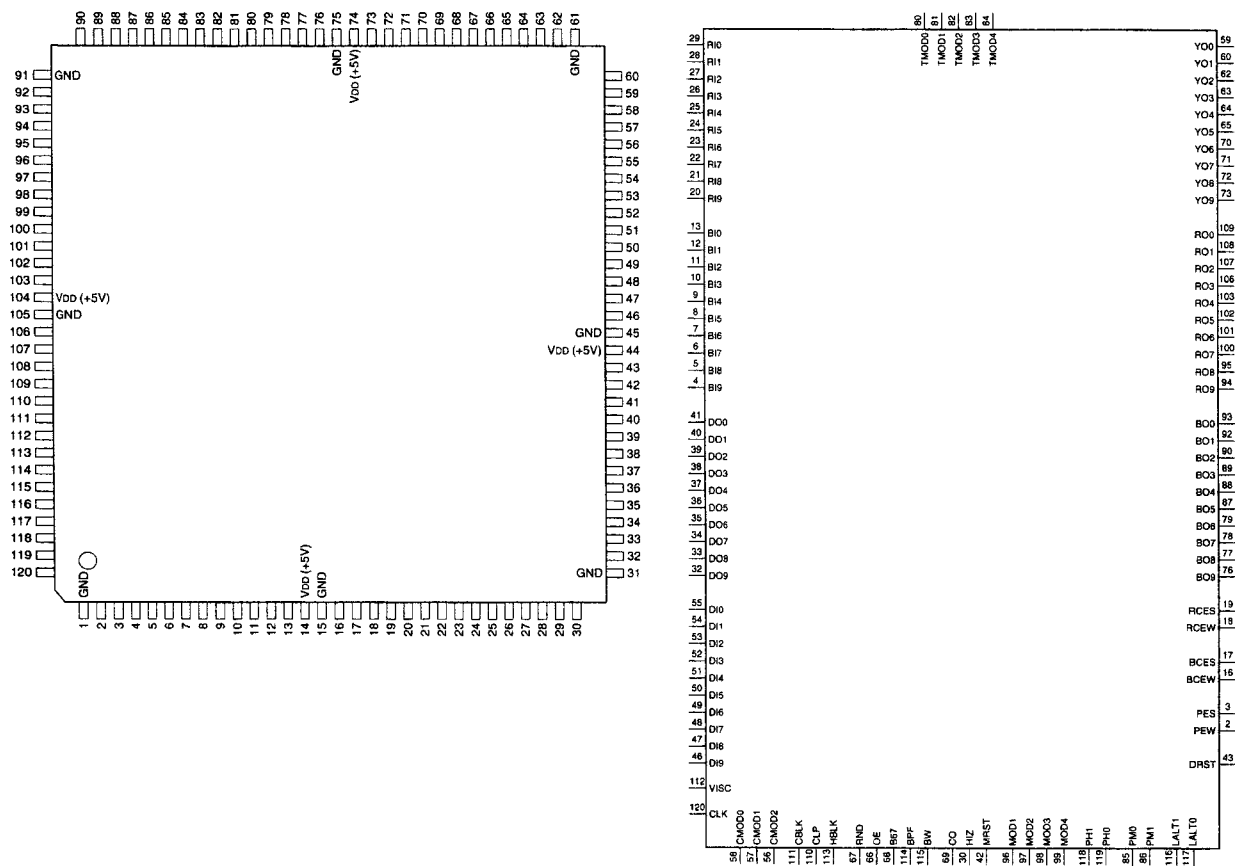 90 89 88 87 86 85 84 83 82 81 80 79 78 77 76 75 74 73 72 71 70 69 68 67 66 65 64 63 62 61
GND VDD (+5V) GND
91 GND
92
93
94
95
96
97
98
99
100
101
102
103
104 VDD (+5V)
105 GND
106
107
108
109
110
111
112
113
114
115
116
117
118
119
120
60
59
58
57
56
55
54
53
52
51
50
49
48
47
46
GND 45
VDD (+5V) 44
43
42
41
40
39
38
37
36
35
34
33
32
GND 31
GND VDD (+5V) GND
1 2 3 4 5 6 7 8 9 10 11 12 13 14 15 16 17 18 19 20 21 22 23 24 25 26 27 28 29 30
80 81 82 83 84
TMOD0 TMOD1 TMOD2 TMOD3 TMOD4
29 RI0
28 RI1
27 RI2
26 RI3
25 RI4
24 RI5
23 RI6
22 RI7
21 RI8
20 RI9
13 BI0
12 BI1
11 BI2
10 BI3
9 BI4
8 BI5
7 BI6
6 BI7
5 BI8
4 BI9
41 DO0
40 DO1
39 DO2
38 DO3
37 DO4
36 DO5
35 DO6
34 DO7
33 DO8
32 DO9
55 DI0
54 DI1
53 DI2
52 DI3
51 DI4
50 DI5
49 DI6
48 DI7
47 DI8
46 DI9
112 VISC
120 CLK
YO0 59
YO1 60
YO2 62
YO3 63
YO4 64
YO5 65
YO6 70
YO7 71
YO8 72
YO9 73
RO0 109
RO1 108
RO2 107
RO3 106
RO4 103
RO5 102
RO6 101
RO7 100
RO8 95
RO9 94
BO0 93
BO1 92
BO2 90
BO3 89
BO4 88
BO5 87
BO6 79
BO7 78
BO8 77
BO9 76
RCES 19
RCEW 18
BCES 17
BCEW 16
PES 3
PEW 2
DRST 43
CMOD0 CMOD1 CMOD2 CBLK CLP HBLK RND OE B67 BPF BW CO HIZ MRST MOD1 MOD2 MOD3 MOD4 PH1 PH0 PM0 PM1 LALT1 LALT0
58 57 56 111 110 113 67 66 68 114 115 69 30 42 96 97 98 99 118 119 85 86 116 117